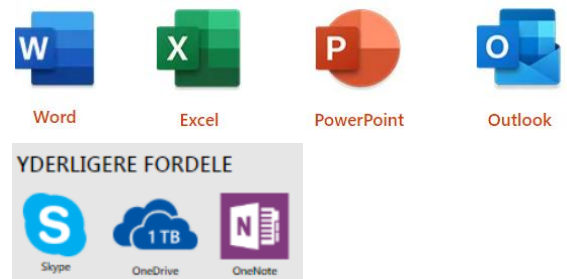 W X P O
Word Excel PowerPoint Outlook
YDERLIGERE FORDELE
S 1 TB N
Skype OneDrive OneNote